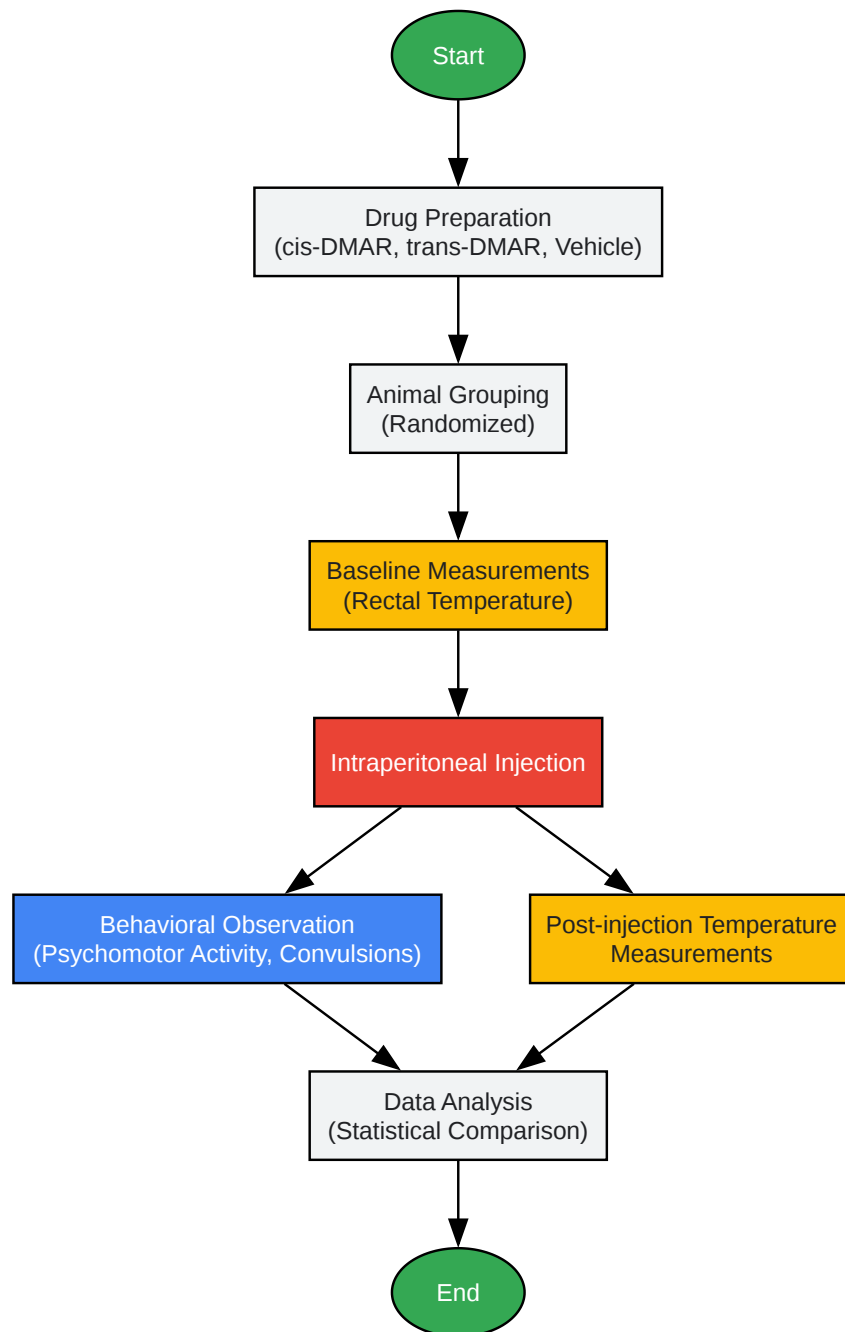 Start
Drug Preparation
(cis-DMAR, trans-DMAR, Vehicle)
Animal Grouping
(Randomized)
Baseline Measurements
(Rectal Temperature)
Intraperitoneal Injection
Behavioral Observation
(Psychomotor Activity, Convulsions)
Post-injection Temperature
Measurements
Data Analysis
(Statistical Comparison)
End